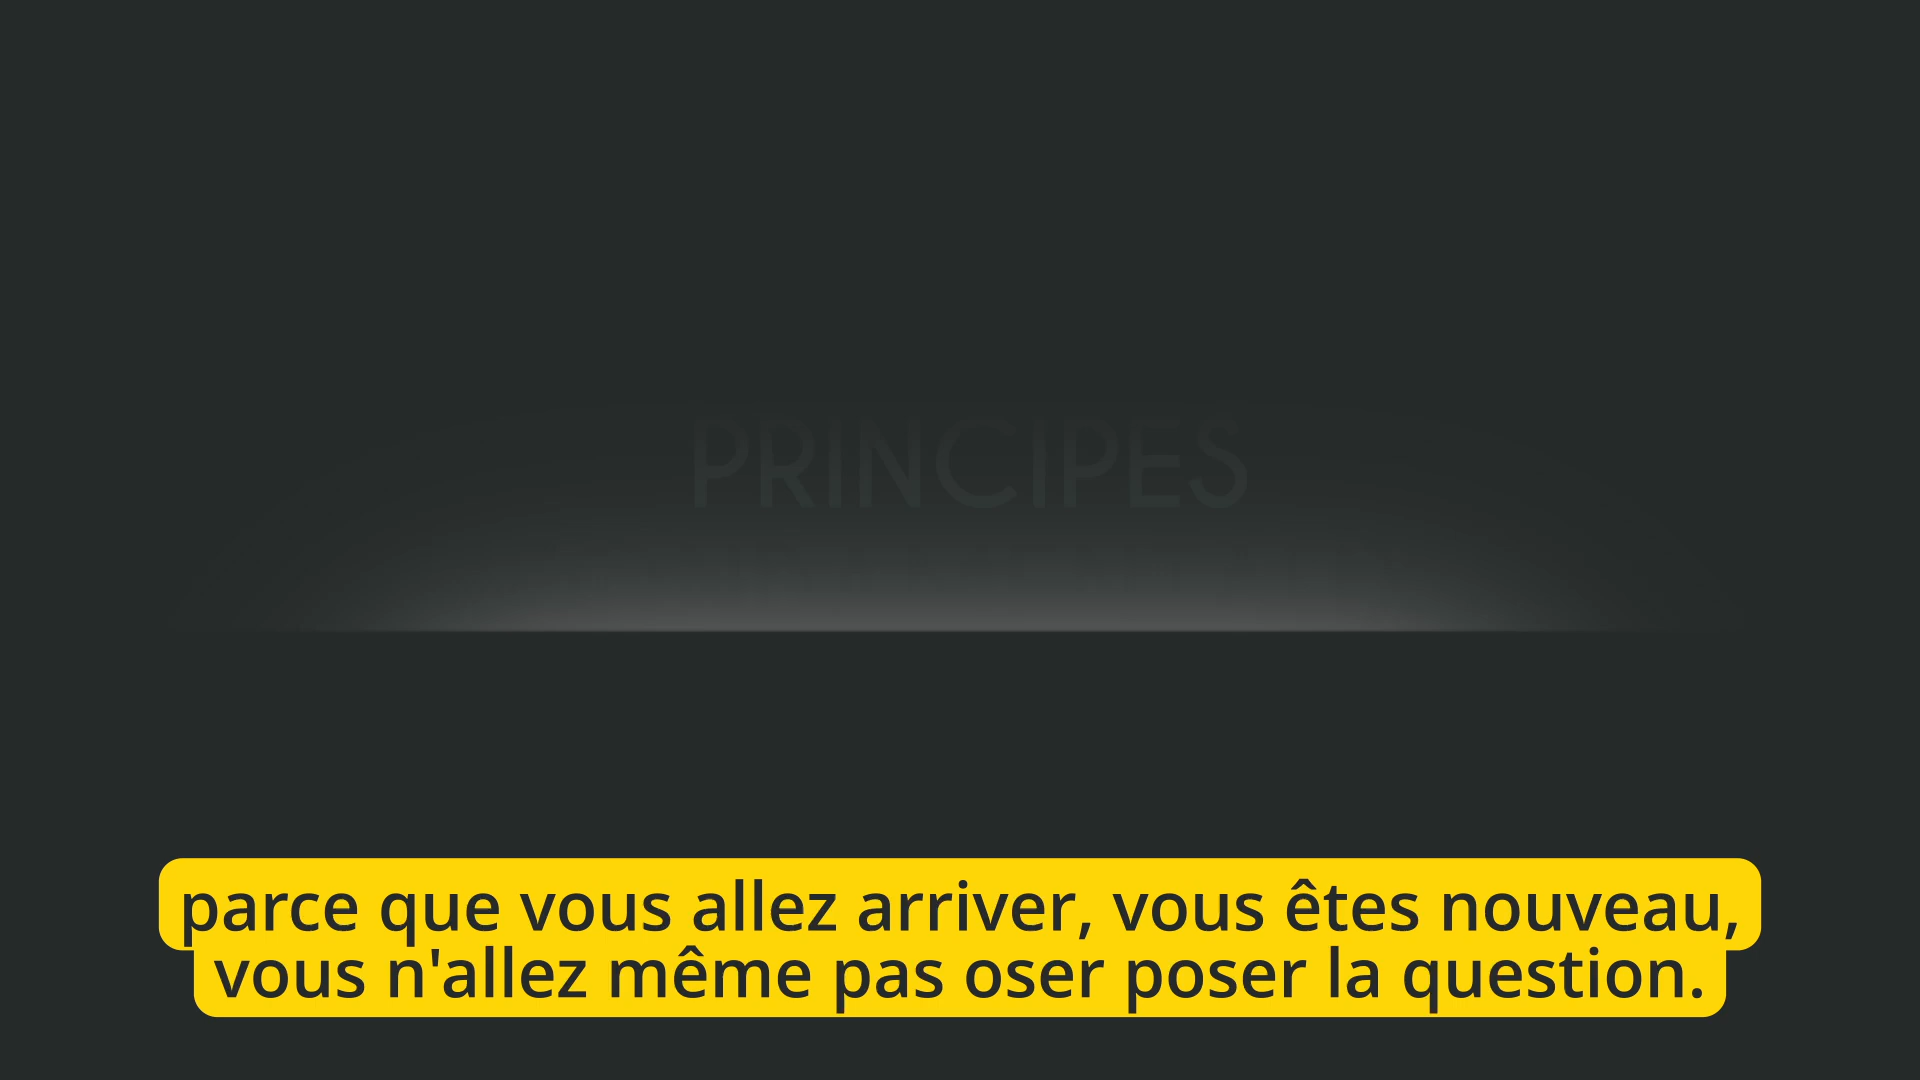 PRINCIPES
parce que vous allez arriver, vous êtes nouveau,
vous n'allez même pas oser poser la question.